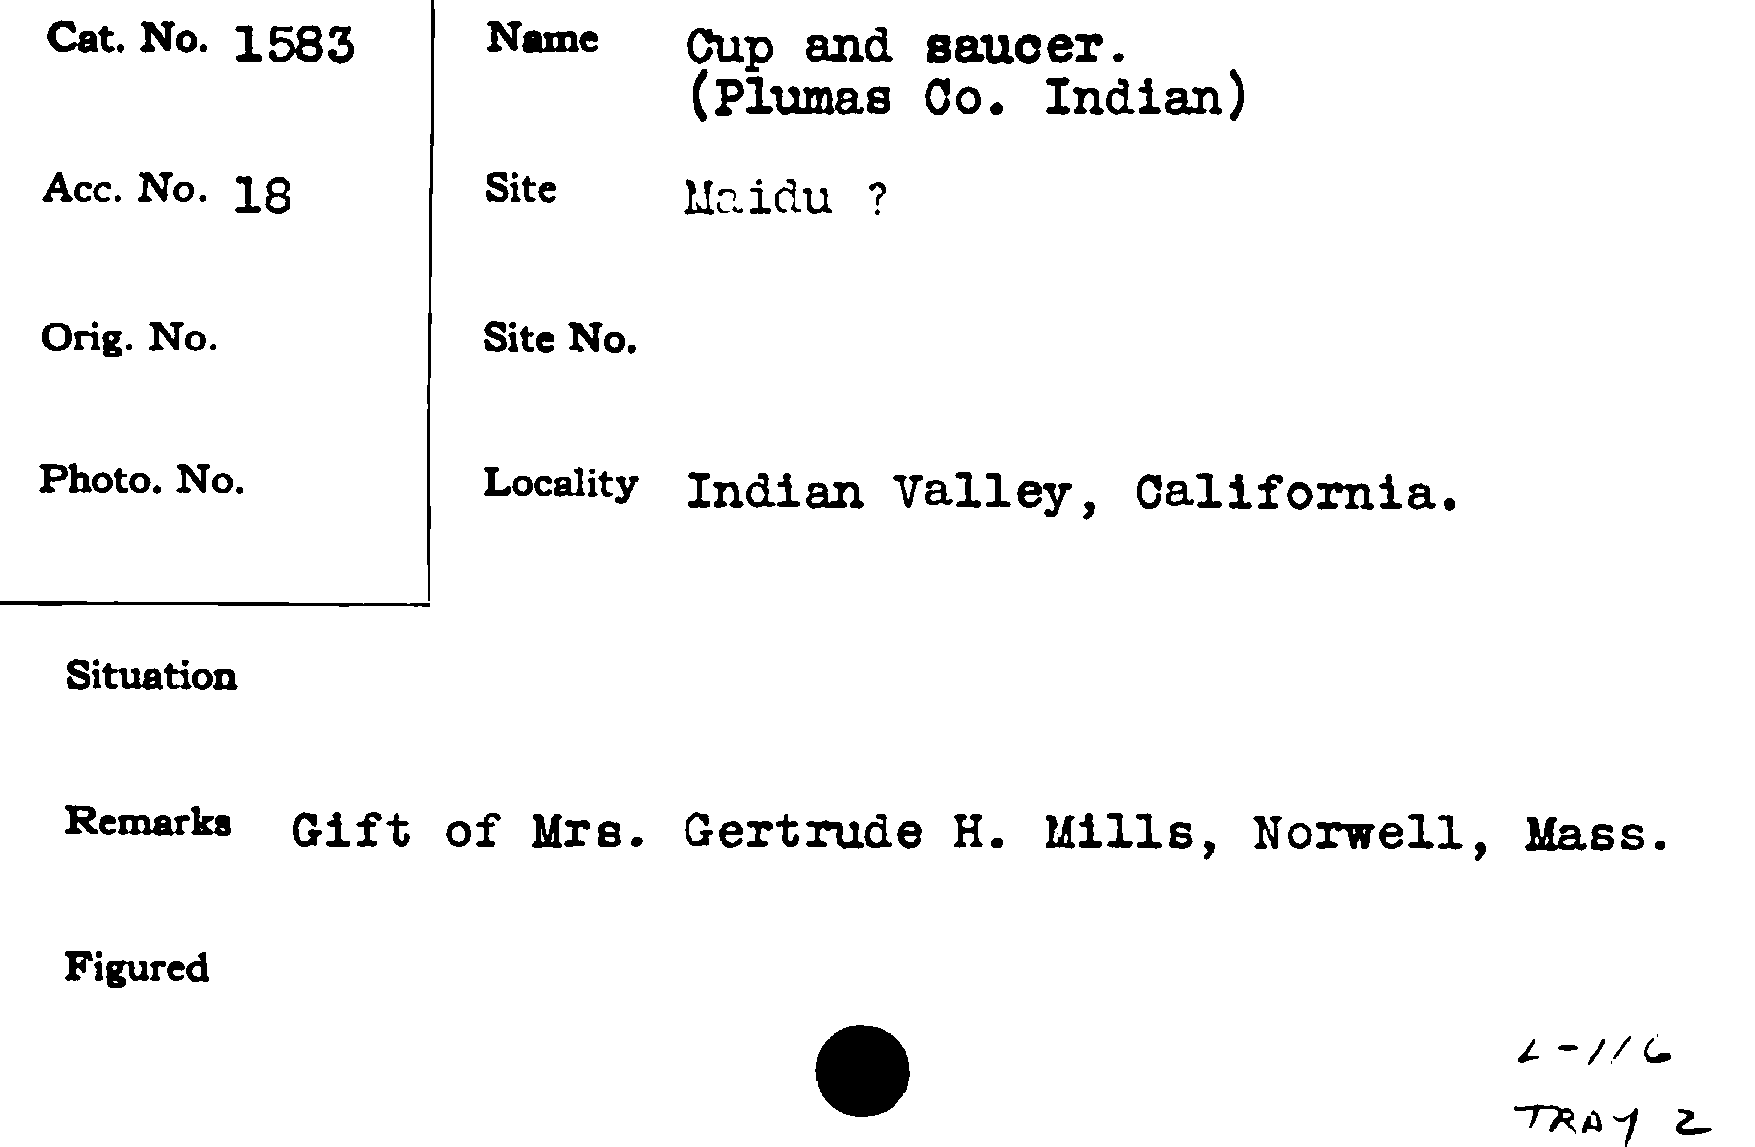 Cat. No. 1583
Name Cup and saucer.
(Plumas Co. Indian)
Acc. No. 18
Site Maidu ?
Orig. No.
Site No.
Photo. No.
Locality Indian Valley, California.
Situation
Remarks Gift of Mrs. Gertrude H. Mills, Norwell, Mass.
Figured
L-116
TRAY 2